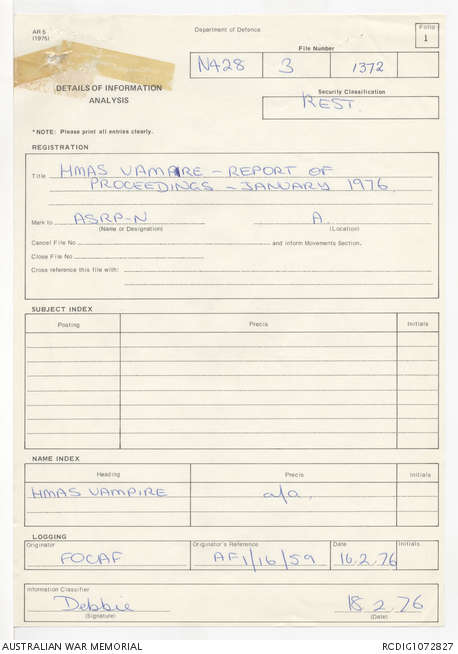 AR 5
(1975)
Department of Defence
FOLIO
1
File Number
N428 3 1372
DETAILS OF INFORMATION
ANALYSIS
Security Classification
REST.
*NOTE: Please print all entries clearly.
REGISTRATION
Title HMAS VAMPIRE - REPORT OF
PROCEEDINGS - JANUARY 1976.
Mark to ASRP-N A.
(Name or Designation) (Location)
Cancel File No and inform Movements Section.
Close File No
Cross reference this file with:
SUBJECT INDEX
Posting Precis Initials
NAME INDEX
Heading Precis Initials
HMAS VAMPIRE a/a.
LOGGING
Originator Originator's Reference Date Initials
FOCAF AF1/16/59 16.2.76
Information Classifier
Debbie 18.2.76
(Signature) (Date)
AUSTRALIAN WAR MEMORIAL RCDIG1072827